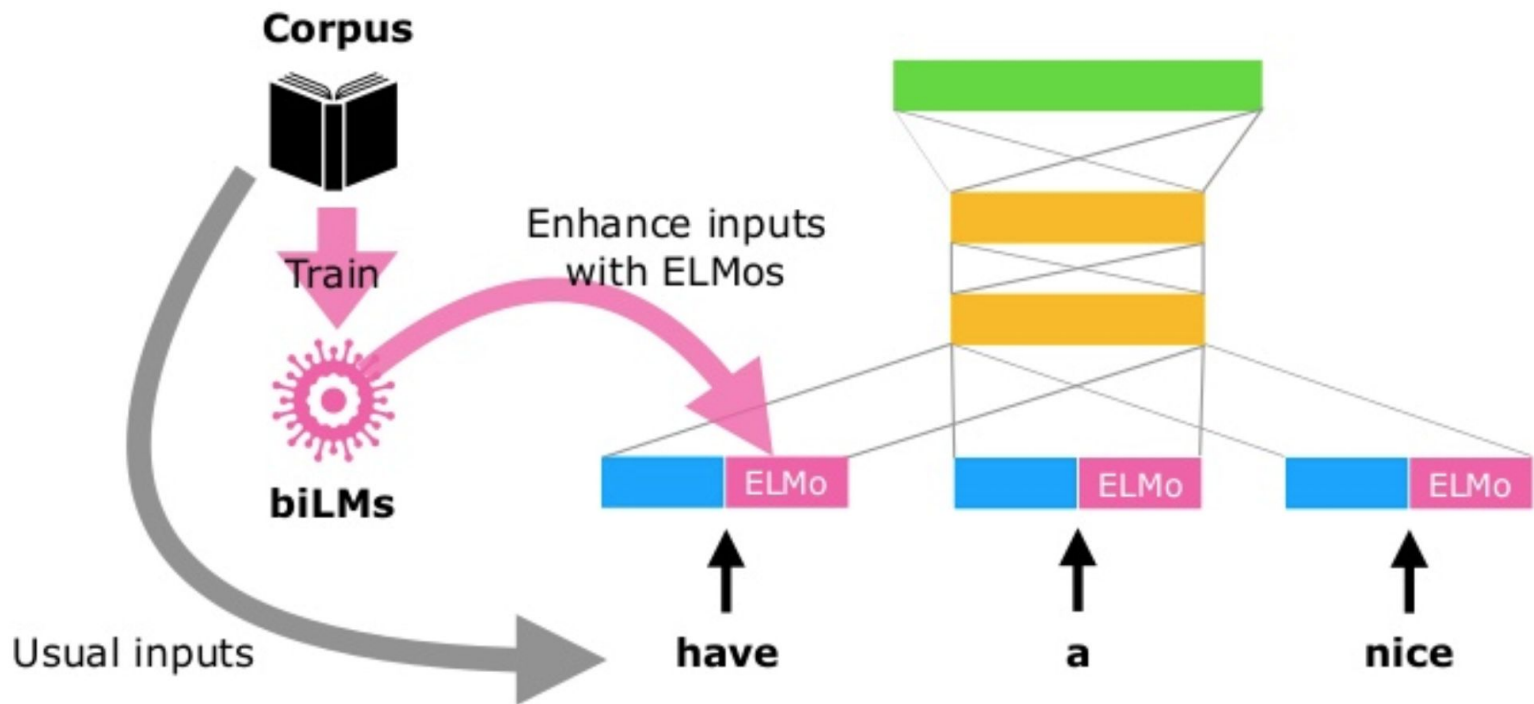 Corpus
Train
Enhance inputs
with ELMos
biLMs
ELMo
ELMo
ELMo
Usual inputs
have
a
nice